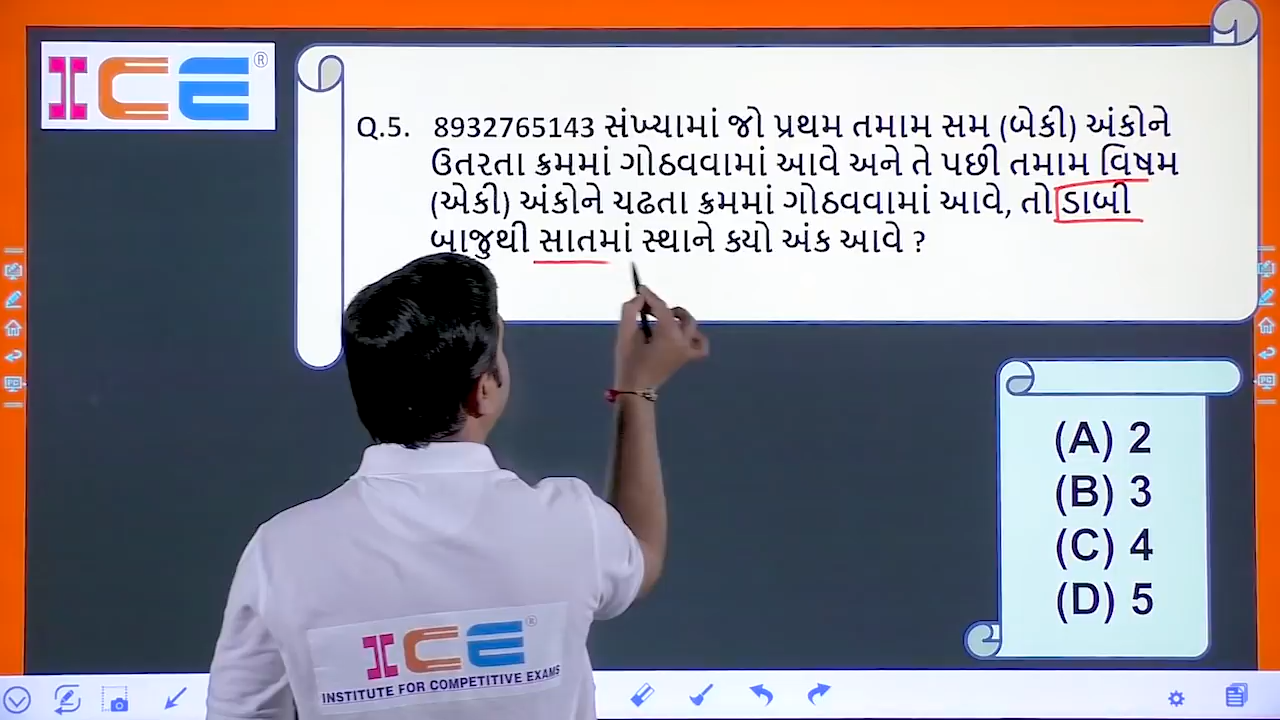 ICE®
Q.5. 8932765143 સંખ્યામાં જો પ્રથમ તમામ સમ (બેકી) અંકોને
ઉતરતા ક્રમમાં ગોઠવવામાં આવે અને તે પછી તમામ વિષમ
(એકી) અંકોને ચઢતા ક્રમમાં ગોઠવવામાં આવે, તો ડાબી
બાજુથી સાતમાં સ્થાને કયો અંક આવે ?
(A) 2
(B) 3
(C) 4
(D) 5
ICE®
INSTITUTE FOR COMPETITIVE EXAMS